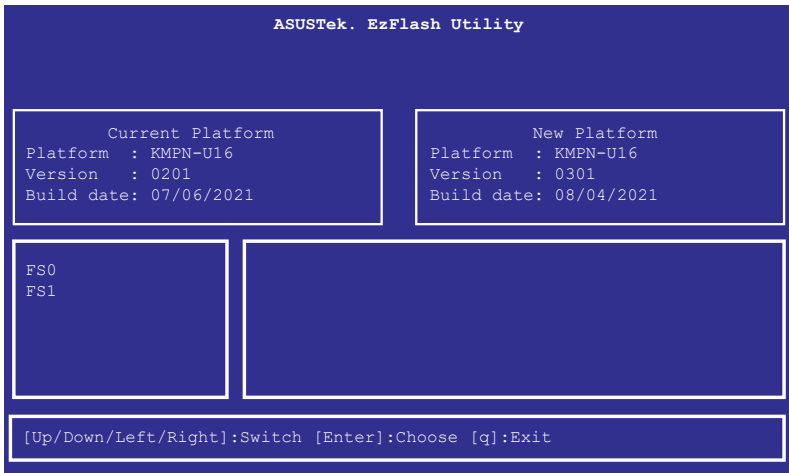 ASUSTek. EzFlash Utility
Current Platform
Platform : KMPN-U16
Version : 0201
Build date: 07/06/2021
New Platform
Platform : KMPN-U16
Version : 0301
Build date: 08/04/2021
FS0
FS1
[Up/Down/Left/Right]:Switch [Enter]:Choose [q]:Exit